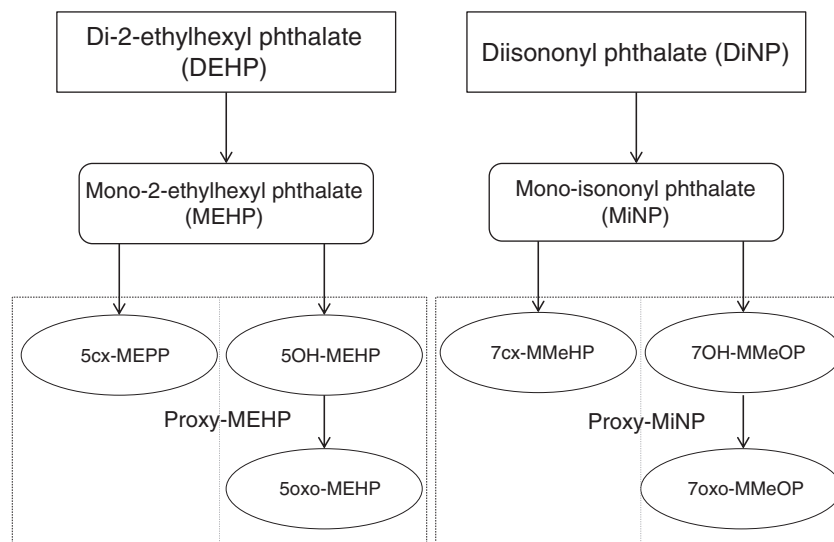 Di-2-ethylhexyl phthalate
(DEHP)
Diisononyl phthalate (DiNP)
Mono-2-ethylhexyl phthalate
(MEHP)
Mono-isononyl phthalate
(MiNP)
5cx-MEPP
5OH-MEHP
7cx-MMeHP
7OH-MMeOP
Proxy-MEHP
Proxy-MiNP
5oxo-MEHP
7oxo-MMeOP